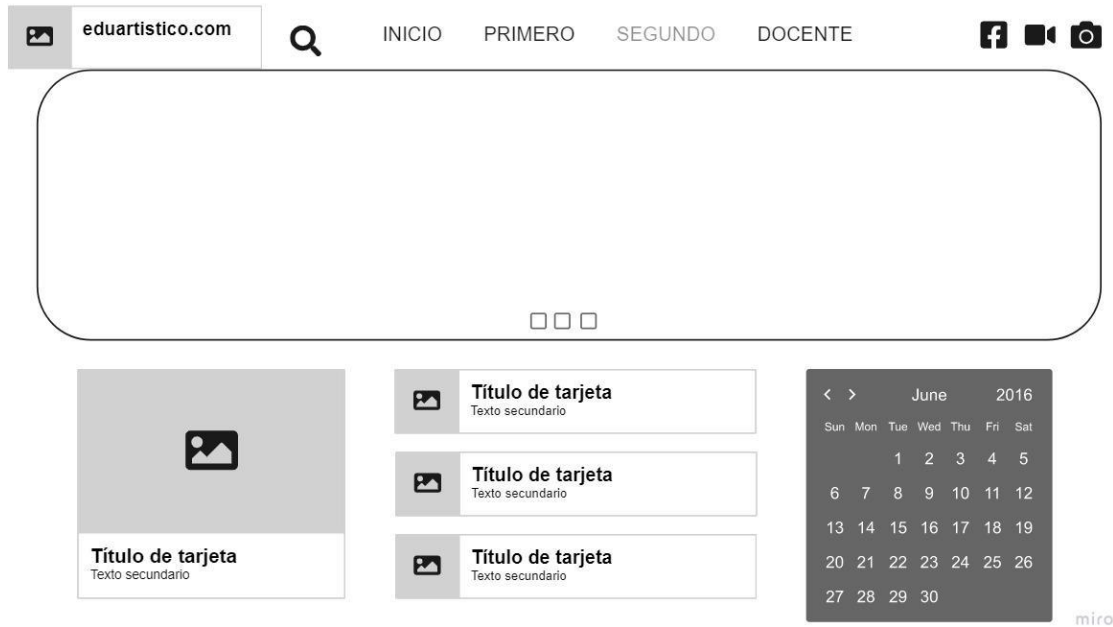 eduartistico.com
INICIO PRIMERO SEGUNDO DOCENTE
Título de tarjeta
Texto secundario
Título de tarjeta
Texto secundario
Título de tarjeta
Texto secundario
Título de tarjeta
Texto secundario
June 2016
Sun Mon Tue Wed Thu Fri Sat
1 2 3 4 5
6 7 8 9 10 11 12
13 14 15 16 17 18 19
20 21 22 23 24 25 26
27 28 29 30
miro